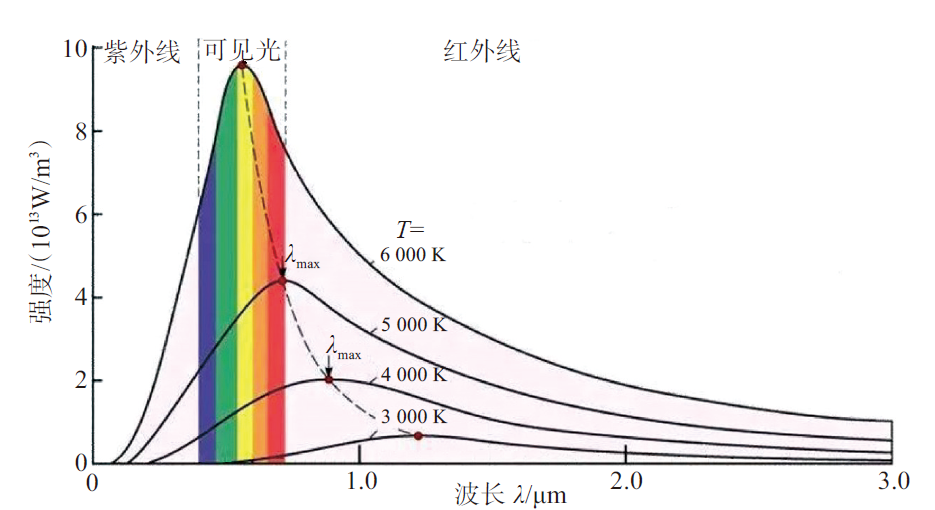 紫外线 可见光 红外线
强度/(10¹³W/m³)
10
8
6
4
2
0
T=
6 000 K
λmax
5 000 K
λmax
4 000 K
3 000 K
0 1.0 2.0 3.0
波长 λ/μm